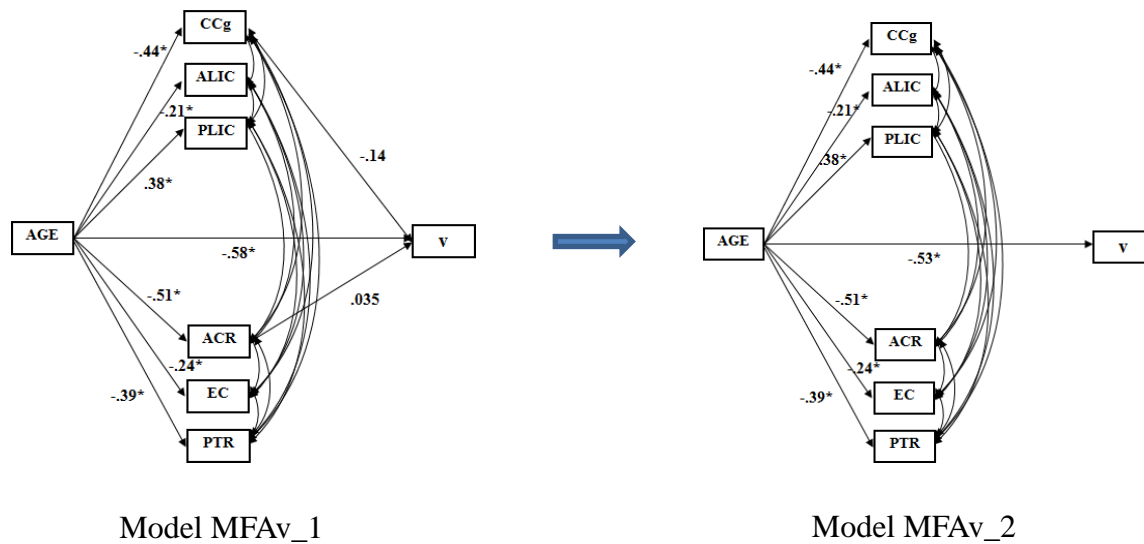 CCg
-.44*
ALIC
-.21*
PLIC
.38*
-.14
AGE
v
-.58*
-.51*
.035
ACR
-.24*
-.39*
EC
PTR
Model MFAv_1
CCg
-.44*
ALIC
-.21*
PLIC
.38*
AGE
v
-.53*
-.51*
ACR
-.24*
-.39*
EC
PTR
Model MFAv_2